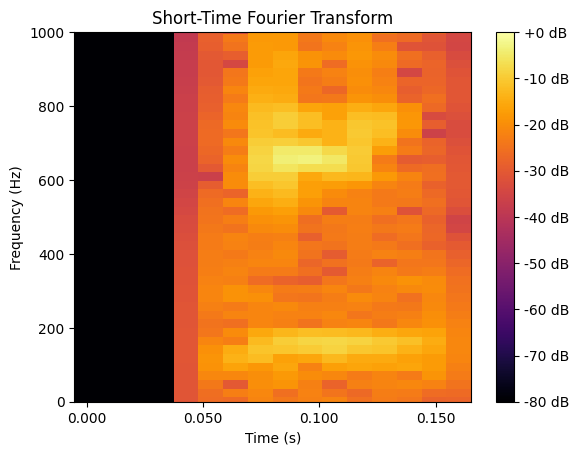 Short-Time Fourier Transform
1000
800
600
400
200
0
Frequency (Hz)
0.000
0.050
0.100
0.150
Time (s)
+0 dB
-10 dB
-20 dB
-30 dB
-40 dB
-50 dB
-60 dB
-70 dB
-80 dB